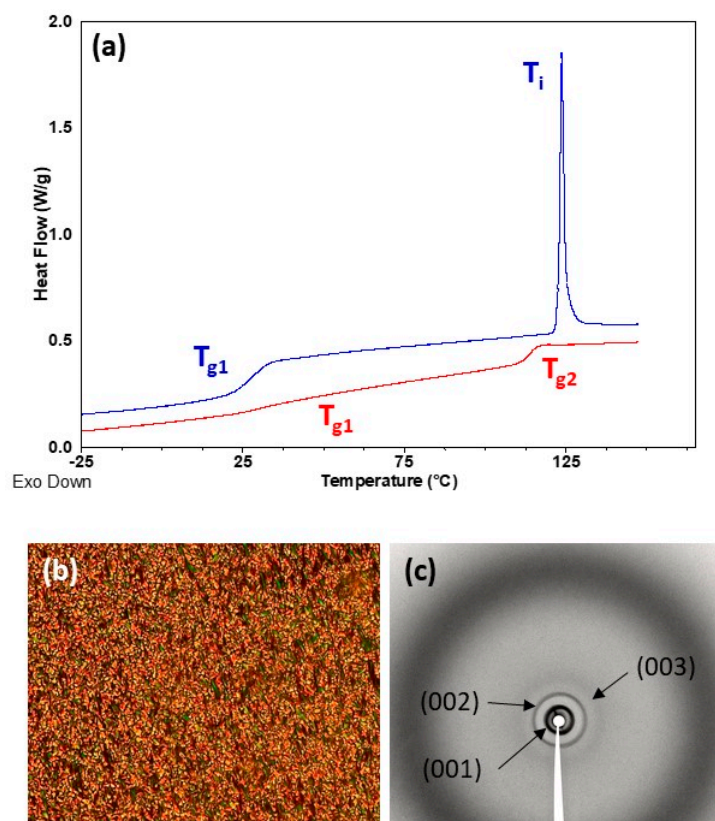 (a)
2.0
1.5
1.0
0.5
0.0
Heat Flow (W/g)
Ti
Tg1
Tg2
Tg1
-25
25
75
125
Exo Down
Temperature (°C)
(b)
(c)
(003)
(002)
(001)